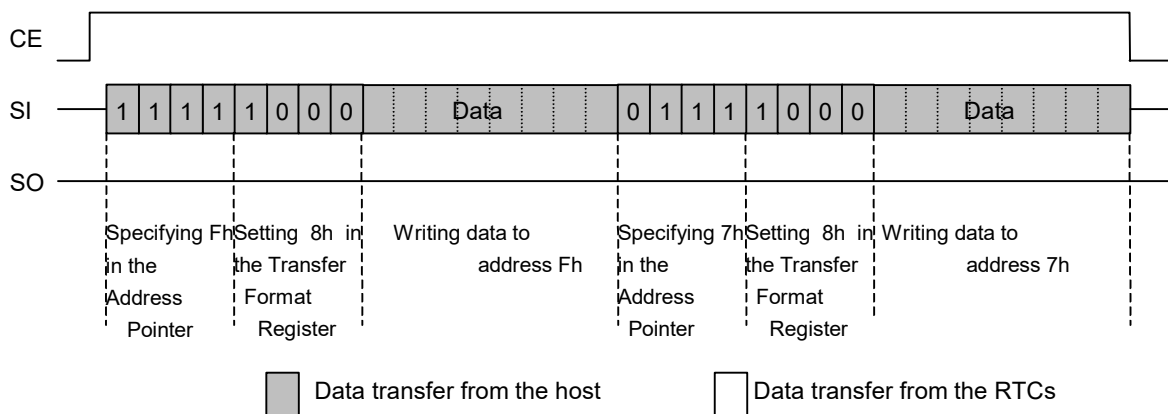 CE
SI 1 1 1 1 1 0 0 0 Data 0 1 1 1 1 0 0 0 Data
SO
Specifying Fh
in the
Address
Pointer
Setting 8h in
the Transfer
Format
Register
Writing data to
address Fh
Specifying 7h
in the
Address
Pointer
Setting 8h in
the Transfer
Format
Register
Writing data to
address 7h
Data transfer from the host
Data transfer from the RTCs